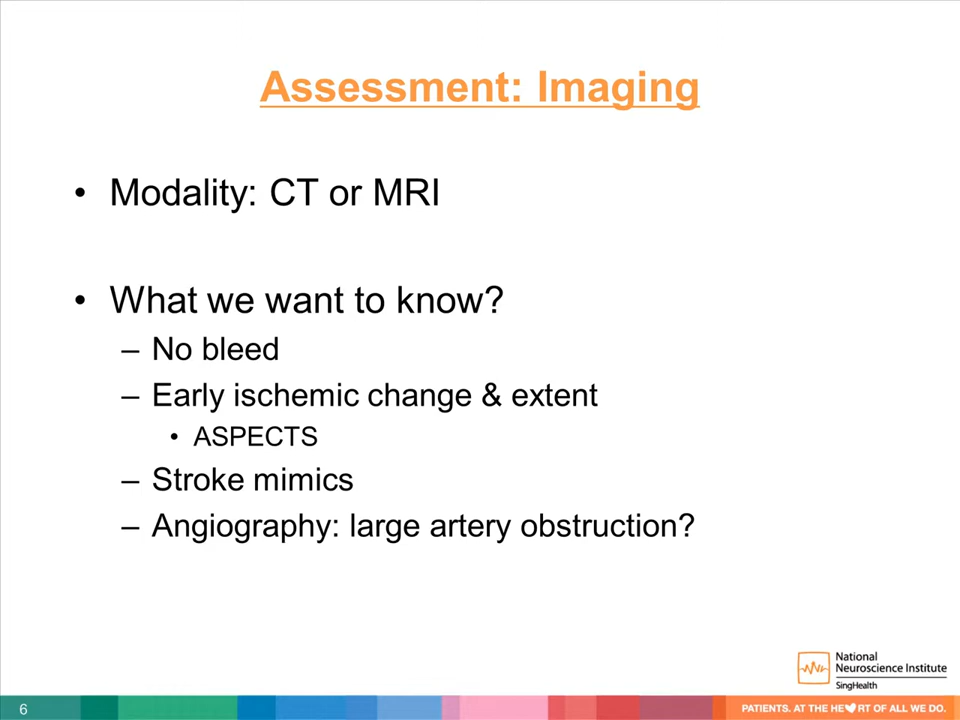 Assessment: Imaging
• Modality: CT or MRI
• What we want to know?
– No bleed
– Early ischemic change & extent
• ASPECTS
– Stroke mimics
– Angiography: large artery obstruction?
National
Neuroscience Institute
SingHealth
6
PATIENTS. AT THE HE♥RT OF ALL WE DO.